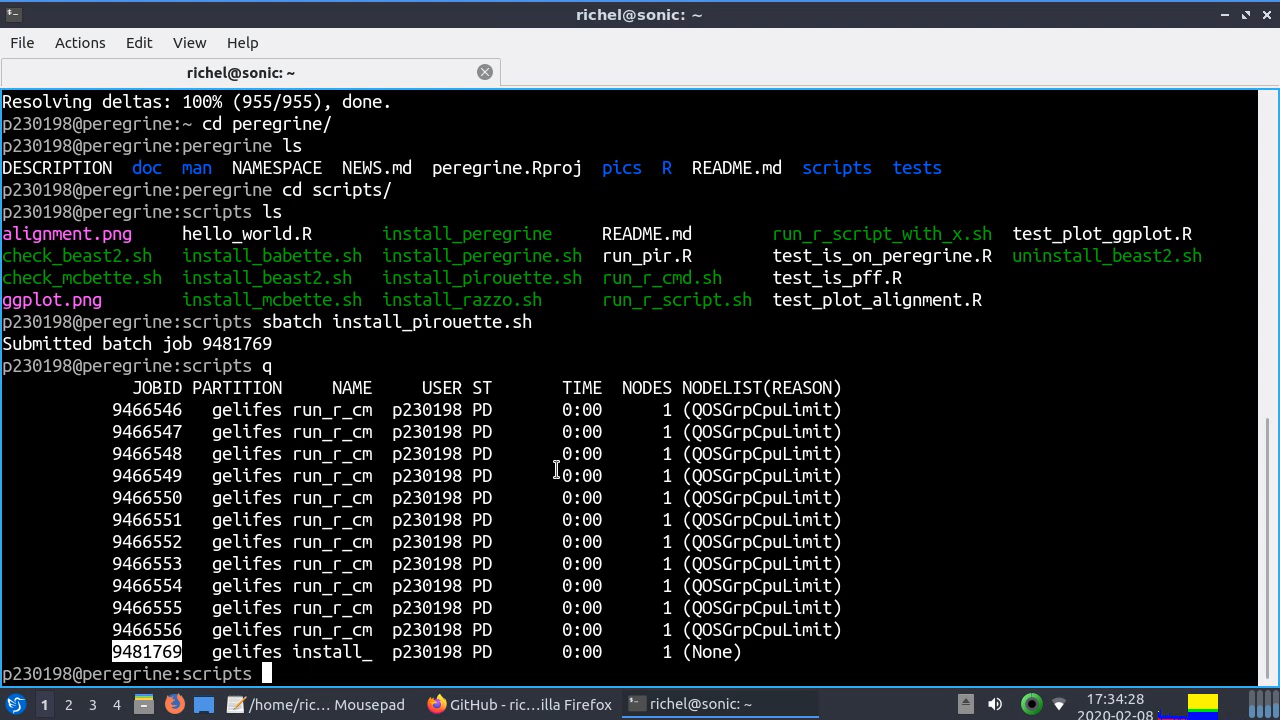 richel@sonic: ~
File Actions Edit View Help
richel@sonic: ~
Resolving deltas: 100% (955/955), done.
p230198@peregrine:~ cd peregrine/
p230198@peregrine:peregrine ls
DESCRIPTION doc man NAMESPACE NEWS.md peregrine.Rproj pics R README.md scripts tests
p230198@peregrine:peregrine cd scripts/
p230198@peregrine:scripts ls
alignment.png hello_world.R install_peregrine README.md run_r_script_with_x.sh test_plot_ggplot.R
check_beast2.sh install_babette.sh install_peregrine.sh run_pir.R test_is_on_peregrine.R uninstall_beast2.sh
check_mcbette.sh install_beast2.sh install_pirouette.sh run_r_cmd.sh test_is_pff.R
ggplot.png install_mcbette.sh install_razzo.sh run_r_script.sh test_plot_alignment.R
p230198@peregrine:scripts sbatch install_pirouette.sh
Submitted batch job 9481769
p230198@peregrine:scripts q
JOBID PARTITION NAME USER ST TIME NODES NODELIST(REASON)
9466546 gelifes run_r_cm p230198 PD 0:00 1 (QOSGrpCpuLimit)
9466547 gelifes run_r_cm p230198 PD 0:00 1 (QOSGrpCpuLimit)
9466548 gelifes run_r_cm p230198 PD 0:00 1 (QOSGrpCpuLimit)
9466549 gelifes run_r_cm p230198 PD 0:00 1 (QOSGrpCpuLimit)
9466550 gelifes run_r_cm p230198 PD 0:00 1 (QOSGrpCpuLimit)
9466551 gelifes run_r_cm p230198 PD 0:00 1 (QOSGrpCpuLimit)
9466552 gelifes run_r_cm p230198 PD 0:00 1 (QOSGrpCpuLimit)
9466553 gelifes run_r_cm p230198 PD 0:00 1 (QOSGrpCpuLimit)
9466554 gelifes run_r_cm p230198 PD 0:00 1 (QOSGrpCpuLimit)
9466555 gelifes run_r_cm p230198 PD 0:00 1 (QOSGrpCpuLimit)
9466556 gelifes run_r_cm p230198 PD 0:00 1 (QOSGrpCpuLimit)
9481769 gelifes install_ p230198 PD 0:00 1 (None)
p230198@peregrine:scripts
1 2 3 4 /home/ric... Mousepad GitHub - ric...illa Firefox richel@sonic: ~ 17:34:28
2020-02-08